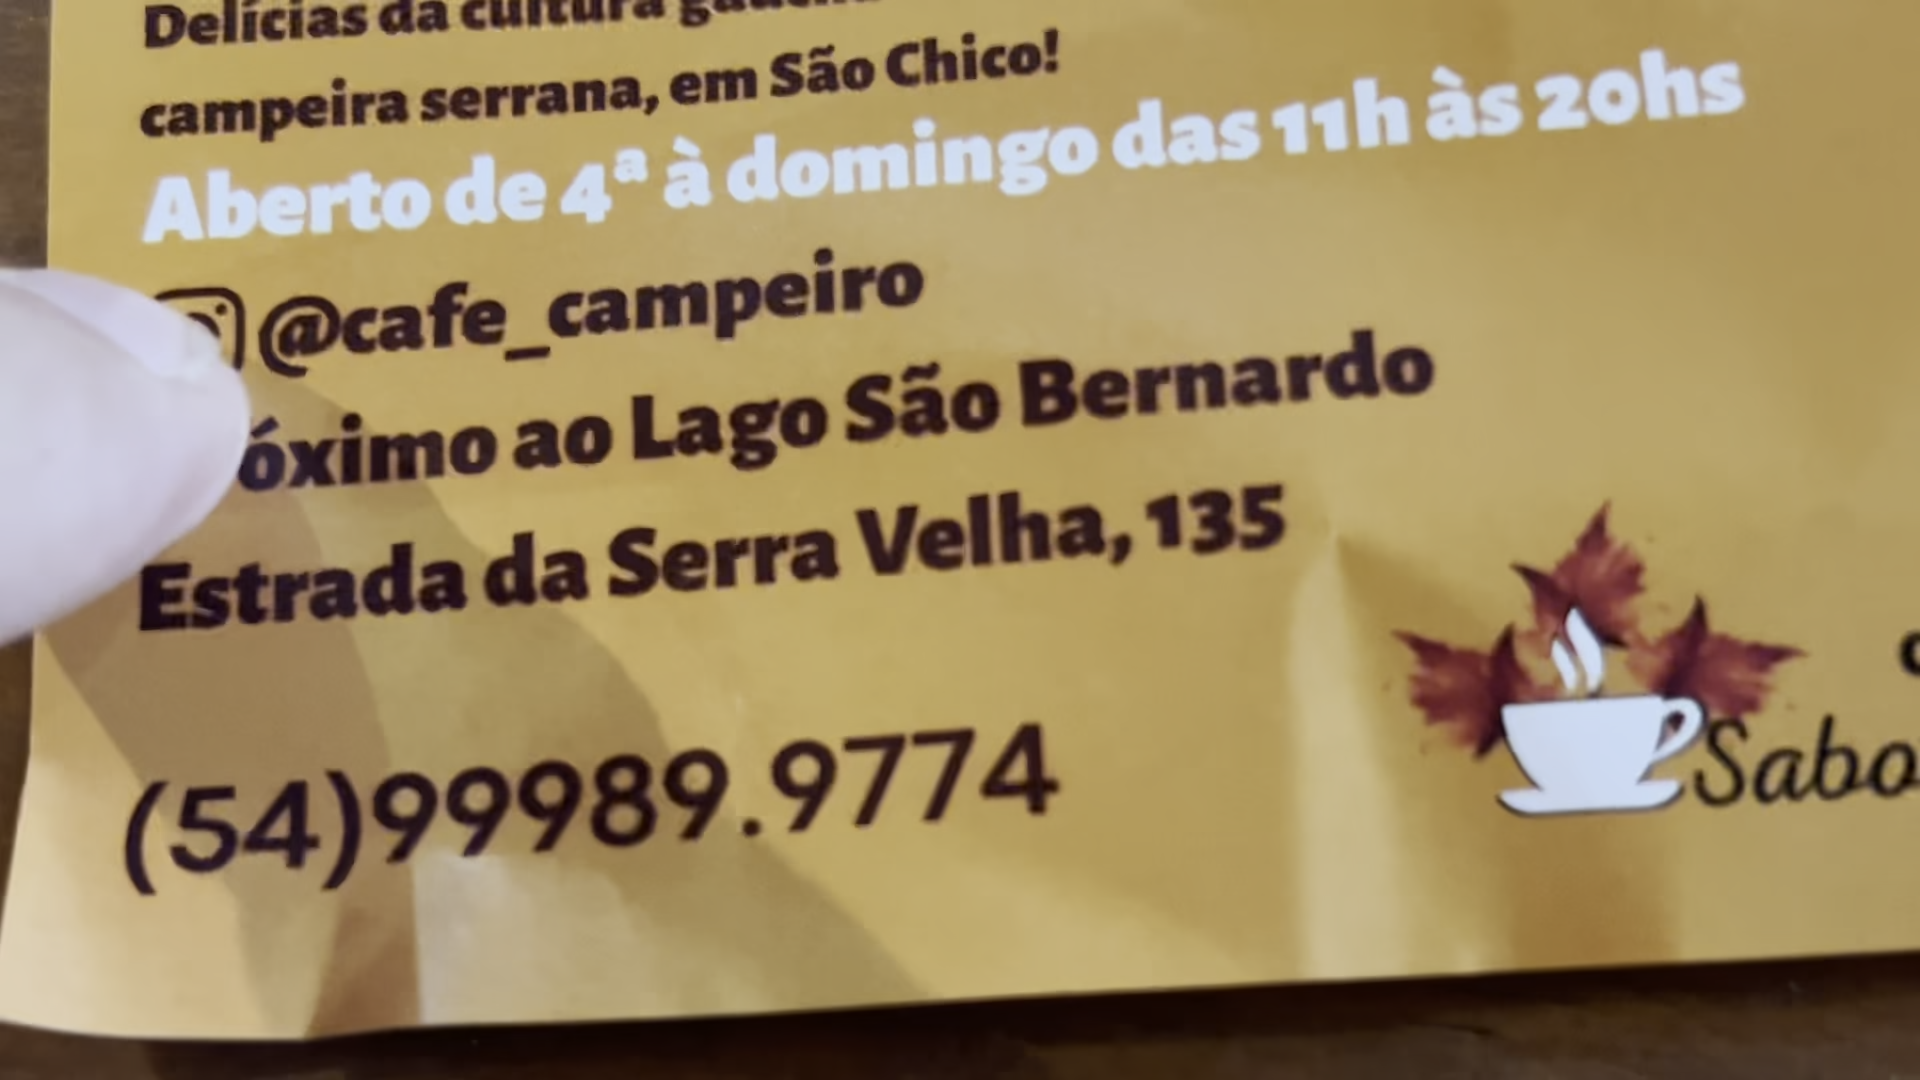 Delícias da cultura
campeira serrana, em São Chico!
Aberto de 4ª à domingo das 11h às 20hs
@cafe_campeiro
óximo ao Lago São Bernardo
Estrada da Serra Velha, 135
(54)99989.9774
Sabo